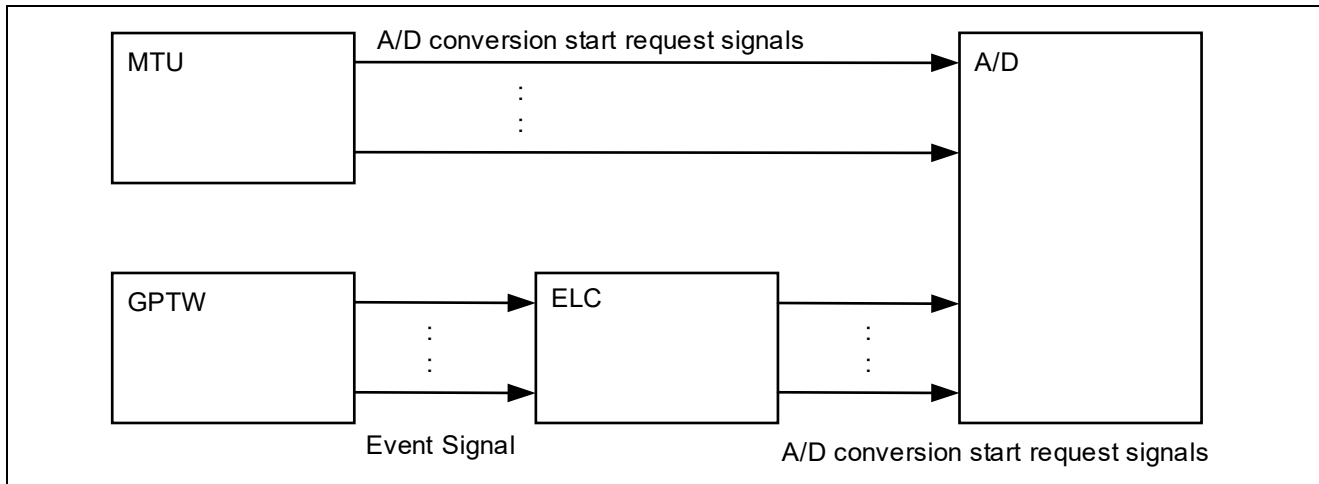 A/D conversion start request signals
MTU
A/D
GPTW
ELC
Event Signal
A/D conversion start request signals